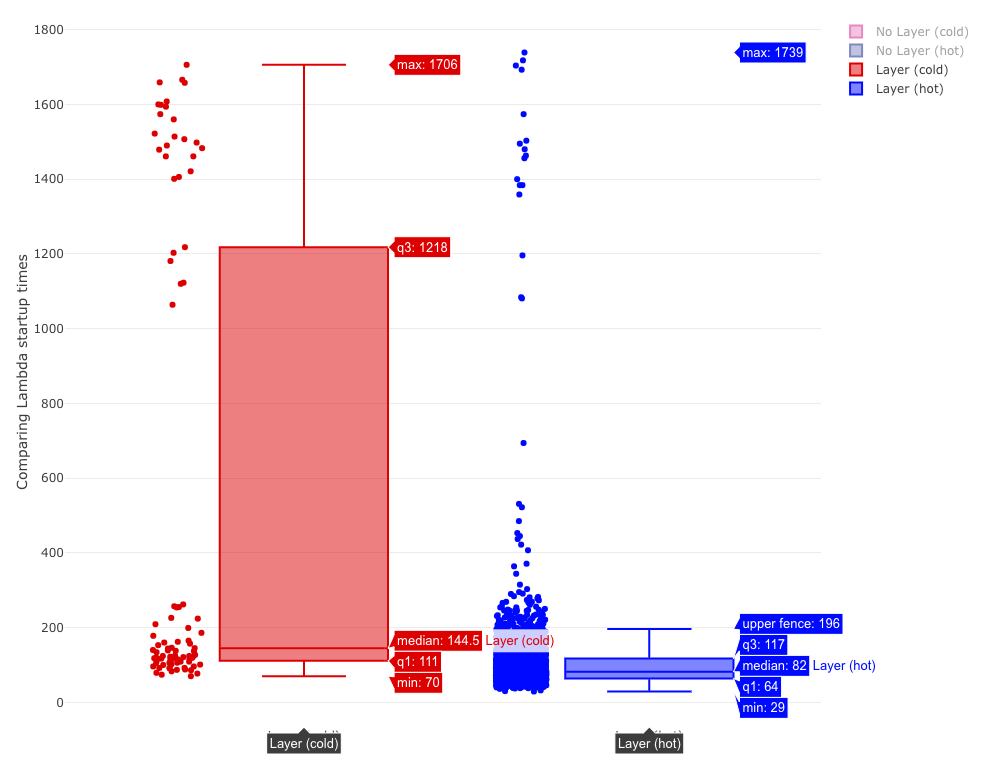 Comparing Lambda startup times
1800
1600
1400
1200
1000
800
600
400
200
0
max: 1706
q3: 1218
median: 144.5 Layer (cold)
q1: 111
min: 70
max: 1739
upper fence: 196
q3: 117
median: 82 Layer (hot)
q1: 64
min: 29
Layer (cold)
Layer (hot)
No Layer (cold)
No Layer (hot)
Layer (cold)
Layer (hot)